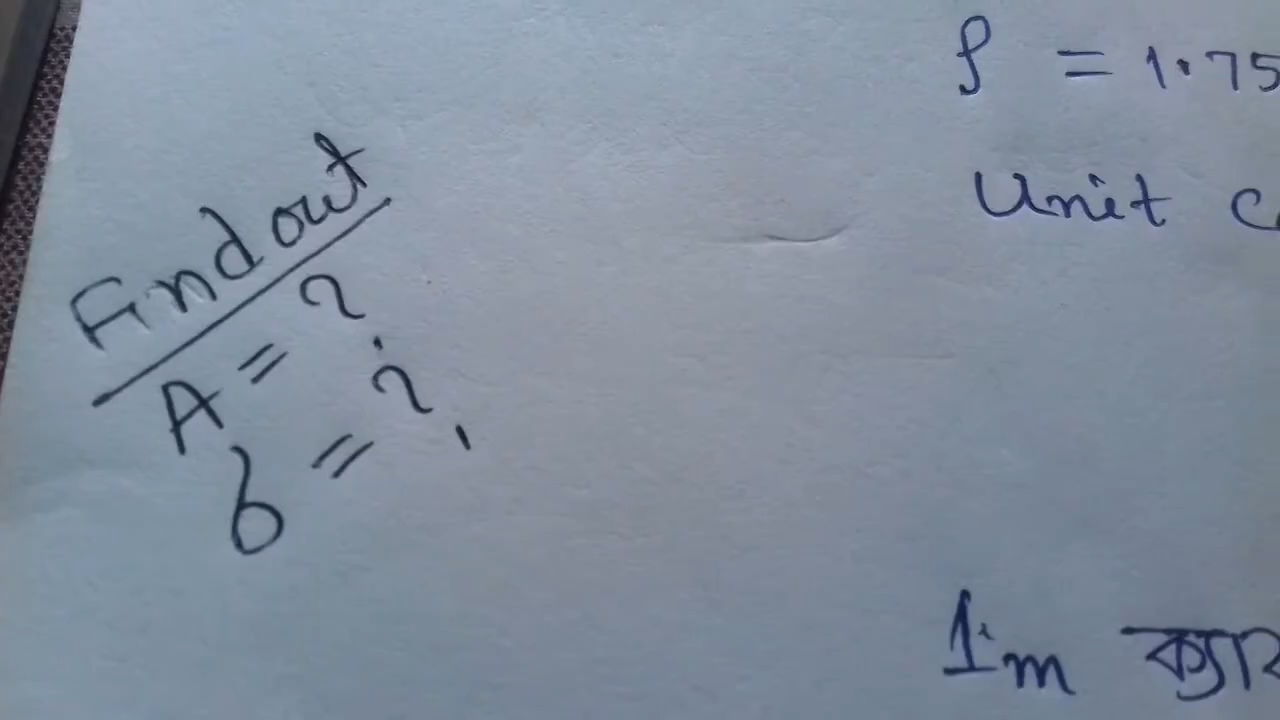 Find out
A = ?
b = ?
ρ = 1.75
Unit
1m